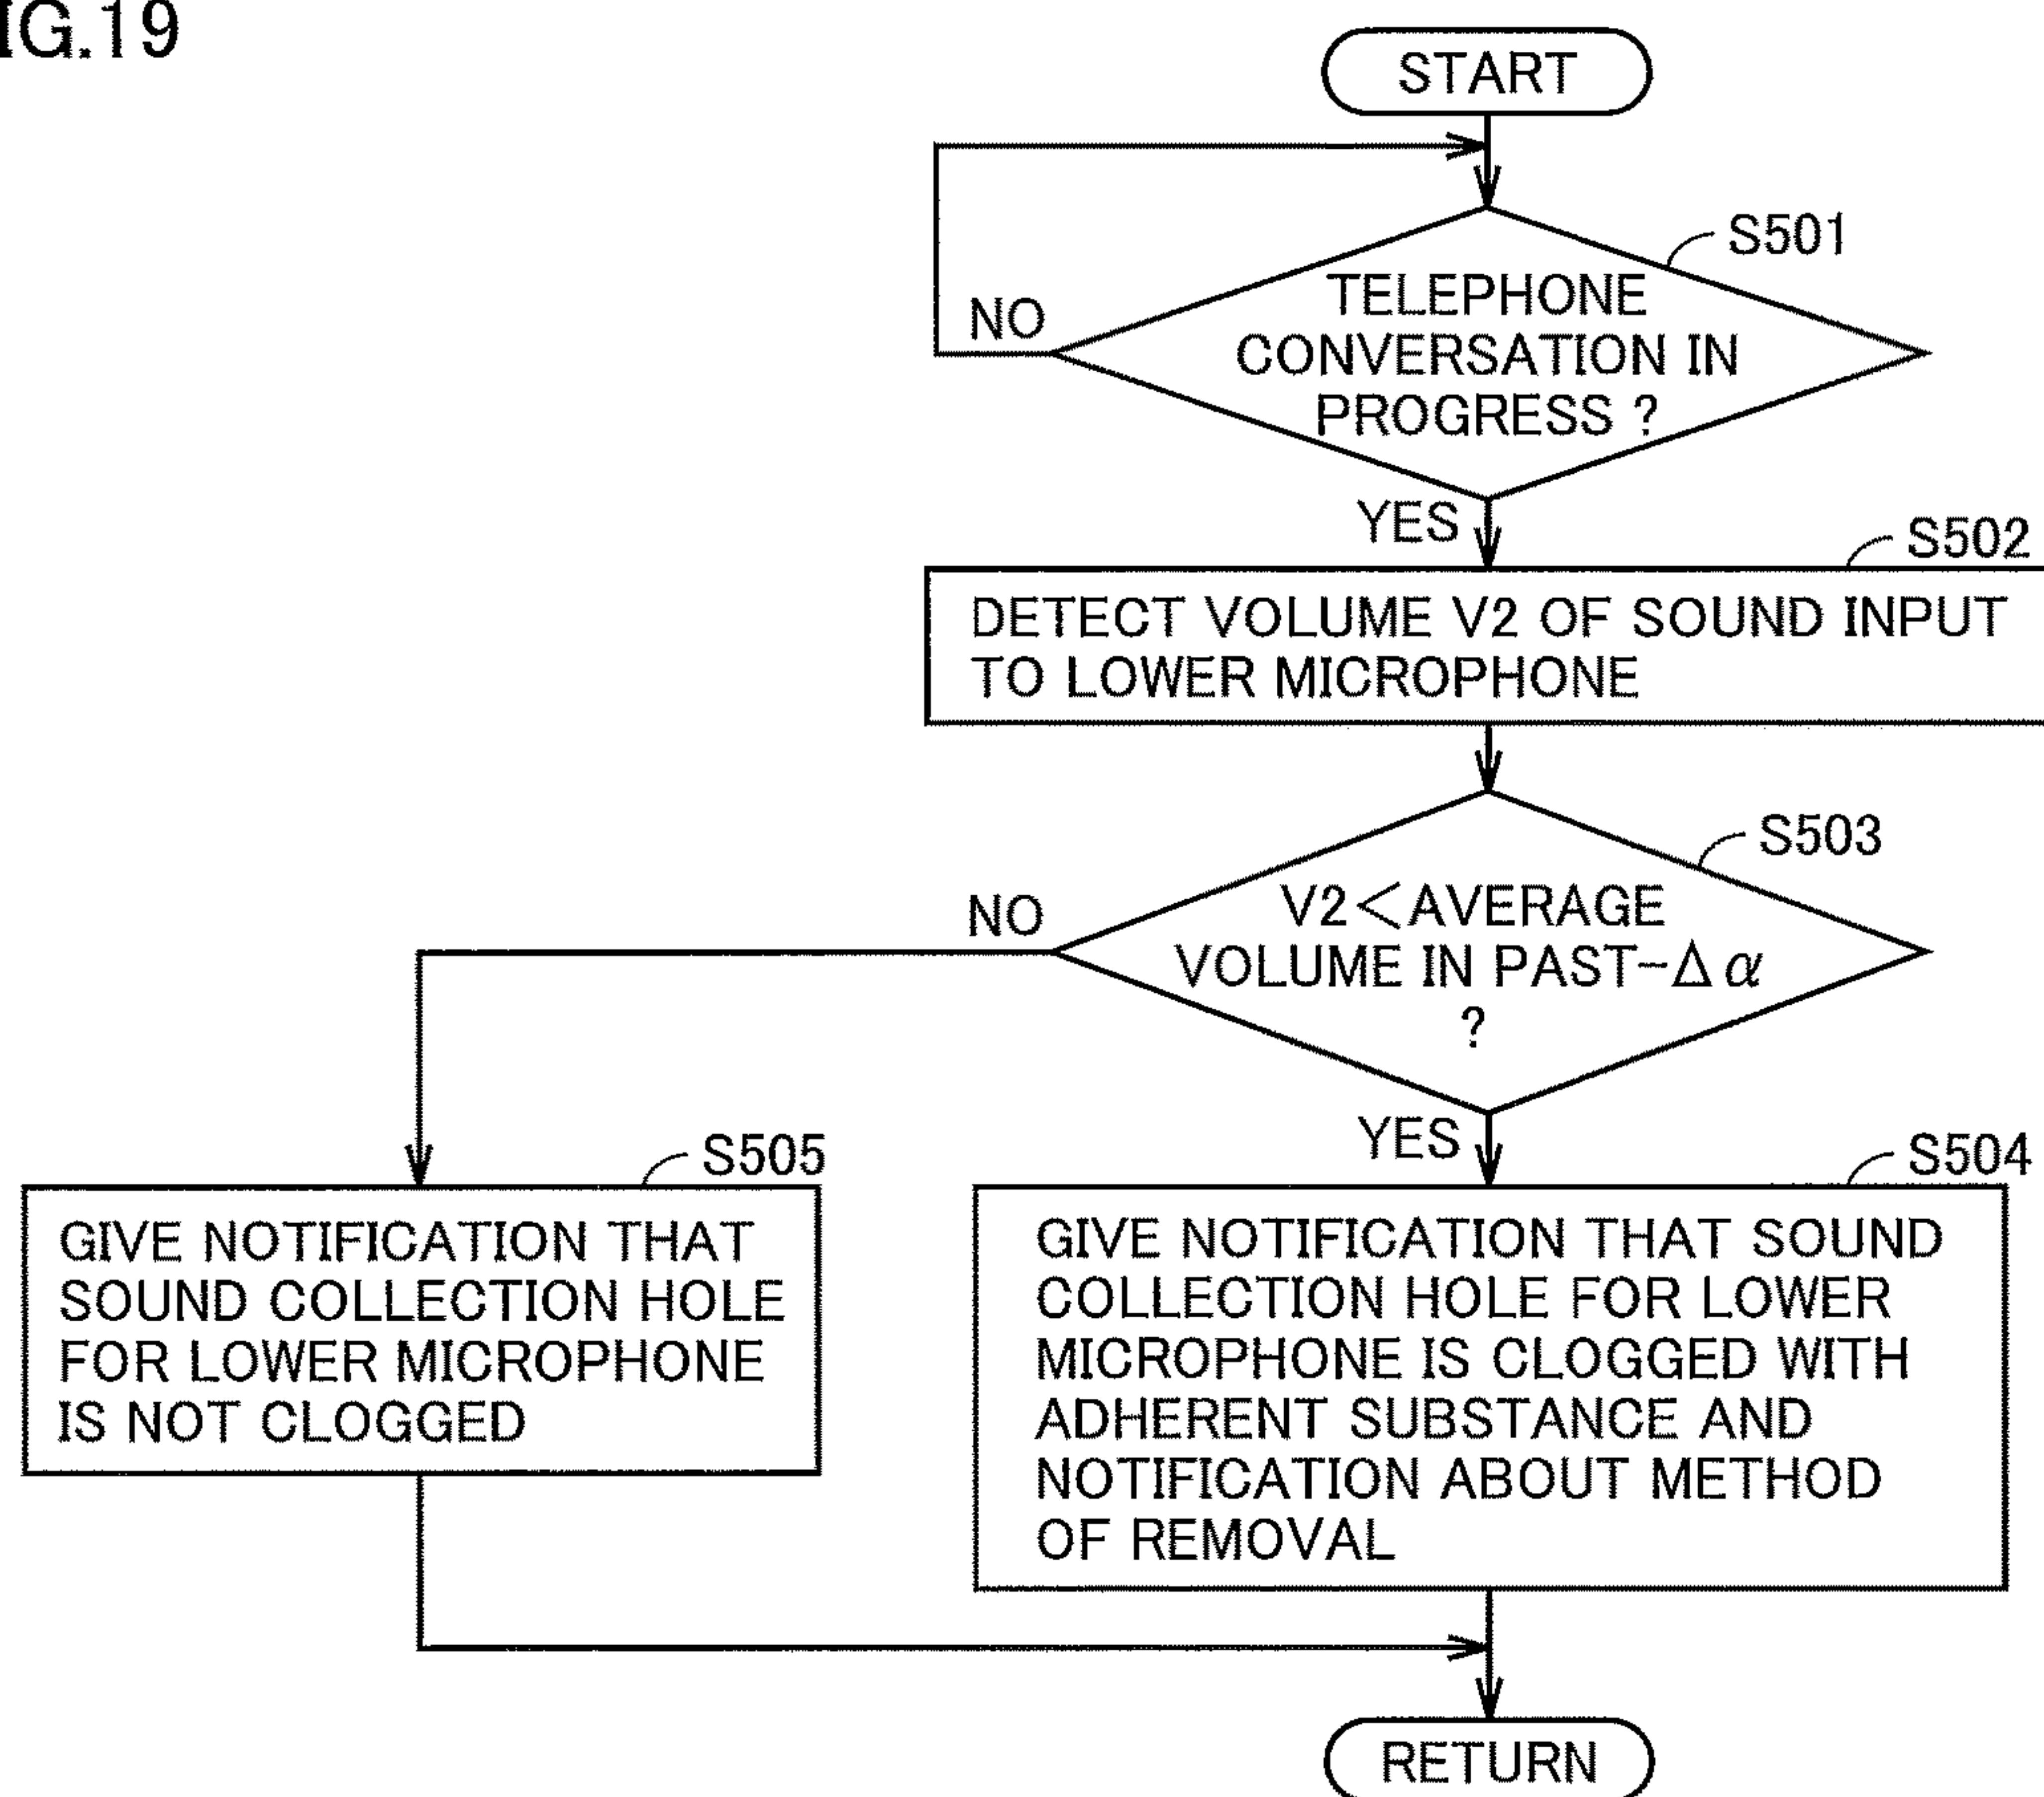 IG.19
START
S501
TELEPHONE
CONVERSATION IN
PROGRESS ?
NO
YES
S502
DETECT VOLUME V2 OF SOUND INPUT
TO LOWER MICROPHONE
S503
V2<AVERAGE
VOLUME IN PAST-Δα
?
NO
YES
S505
GIVE NOTIFICATION THAT
SOUND COLLECTION HOLE
FOR LOWER MICROPHONE
IS NOT CLOGGED
S504
GIVE NOTIFICATION THAT SOUND
COLLECTION HOLE FOR LOWER
MICROPHONE IS CLOGGED WITH
ADHERENT SUBSTANCE AND
NOTIFICATION ABOUT METHOD
OF REMOVAL
RETURN